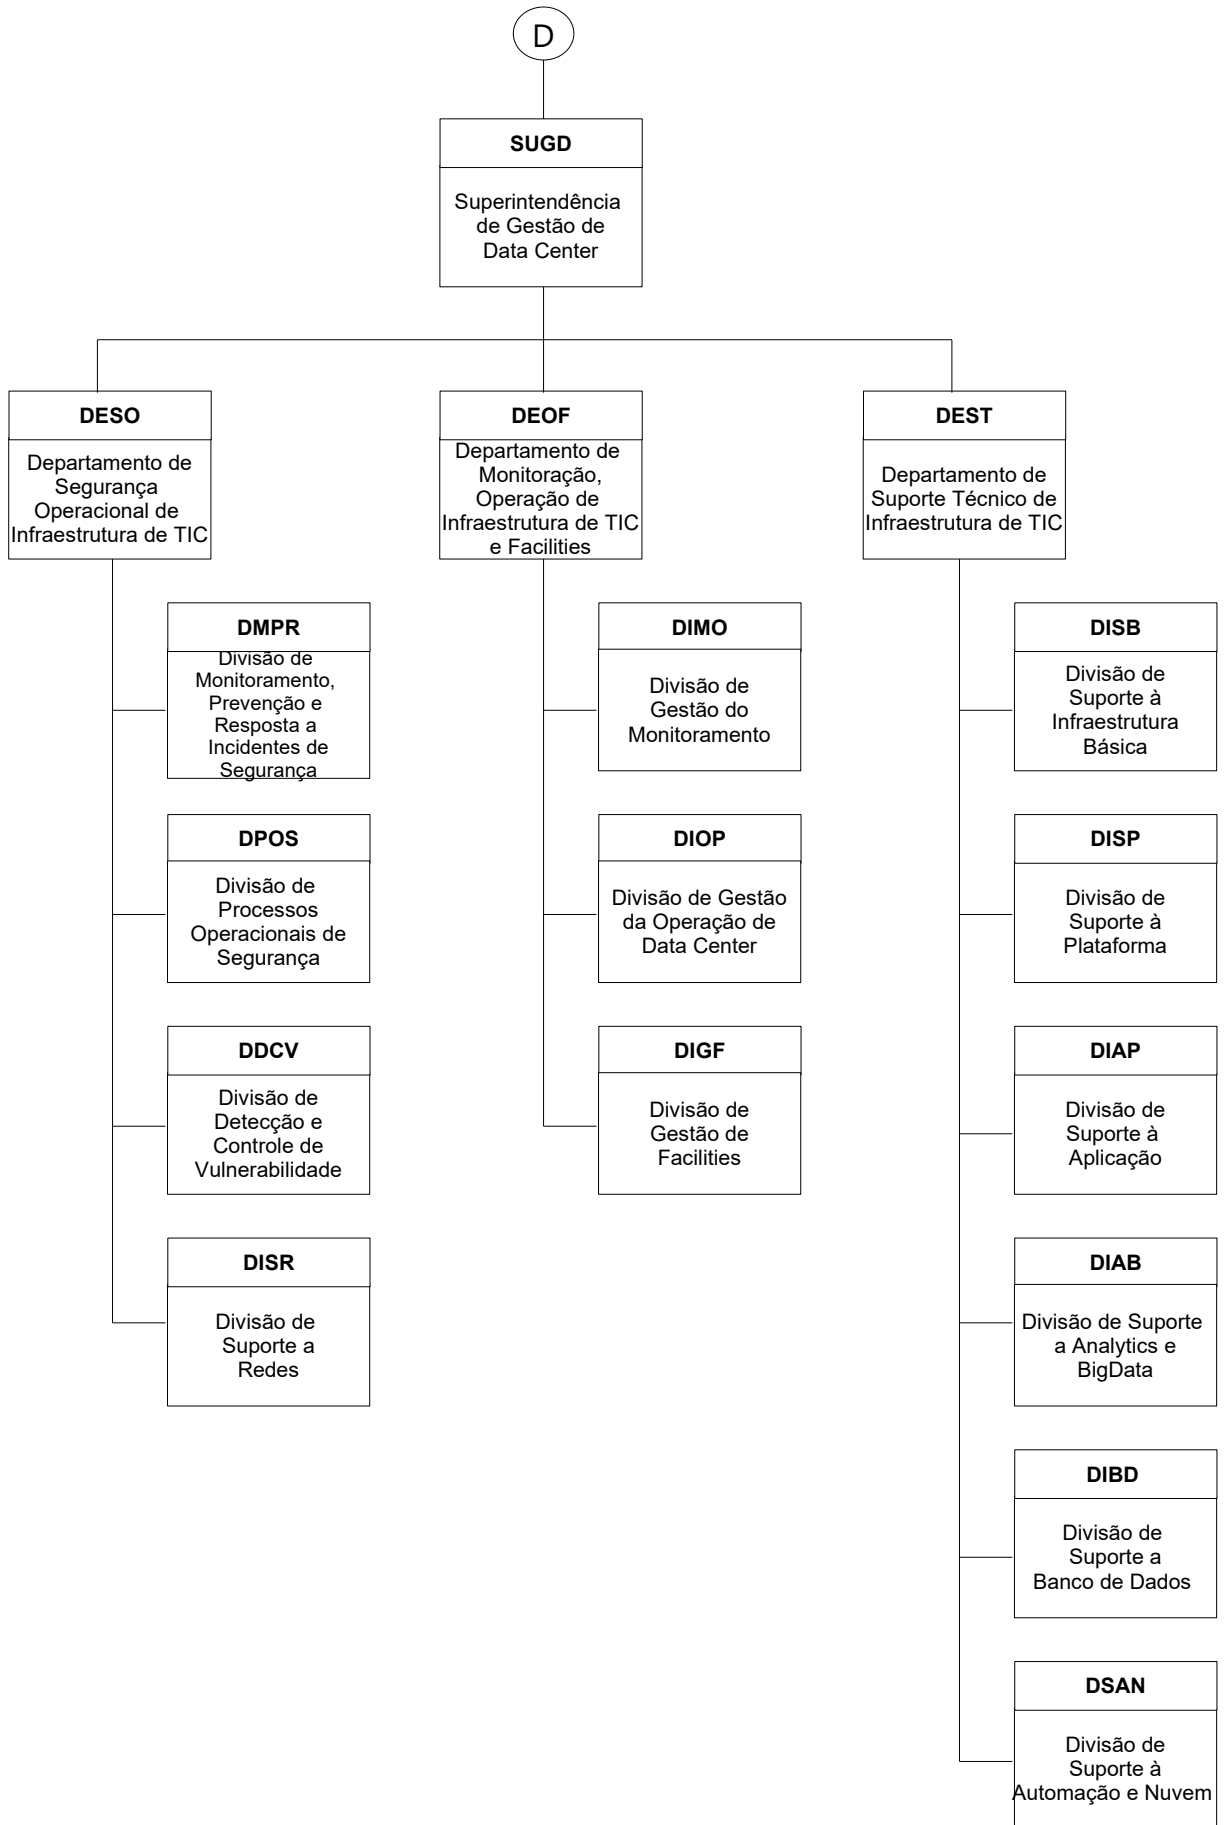 D
SUGD
Superintendência
de Gestão de
Data Center
DESO
Departamento de
Segurança
Operacional de
Infraestrutura de TIC
DEOF
Departamento de
Monitoração,
Operação de
Infraestrutura de TIC
e Facilities
DEST
Departamento de
Suporte Técnico de
Infraestrutura de TIC
DMPR
Divisão de
Monitoramento,
Prevenção e
Resposta a
Incidentes de
Segurança
DIMO
Divisão de
Gestão do
Monitoramento
DISB
Divisão de
Suporte à
Infraestrutura
Básica
DPOS
Divisão de
Processos
Operacionais de
Segurança
DIOP
Divisão de Gestão
da Operação de
Data Center
DISP
Divisão de
Suporte à
Plataforma
DDCV
Divisão de
Detecção e
Controle de
Vulnerabilidade
DIGF
Divisão de
Gestão de
Facilities
DIAP
Divisão de
Suporte à
Aplicação
DISR
Divisão de
Suporte a
Redes
DIAB
Divisão de Suporte
a Analytics e
BigData
DIBD
Divisão de
Suporte a
Banco de Dados
DSAN
Divisão de
Suporte à
Automação e Nuvem